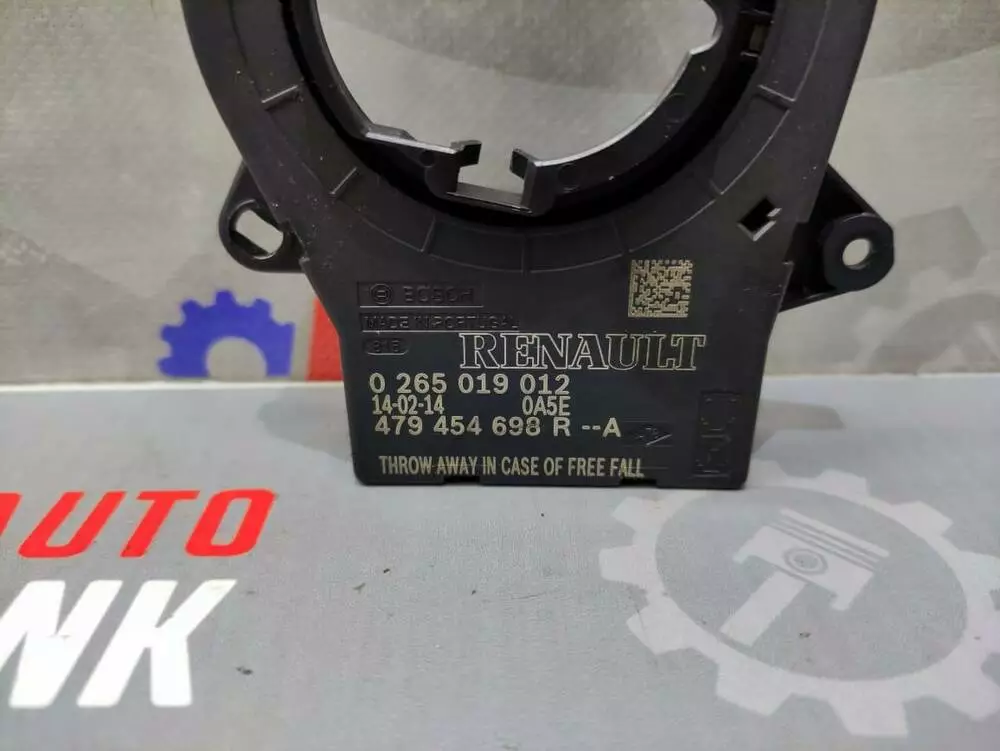 BOSCH
MADE IN PORTUGAL
RENAULT
0 265 019 012
14-02-14 0A5E
479 454 698 R --A
THROW AWAY IN CASE OF FREE FALL
AUTO
NK